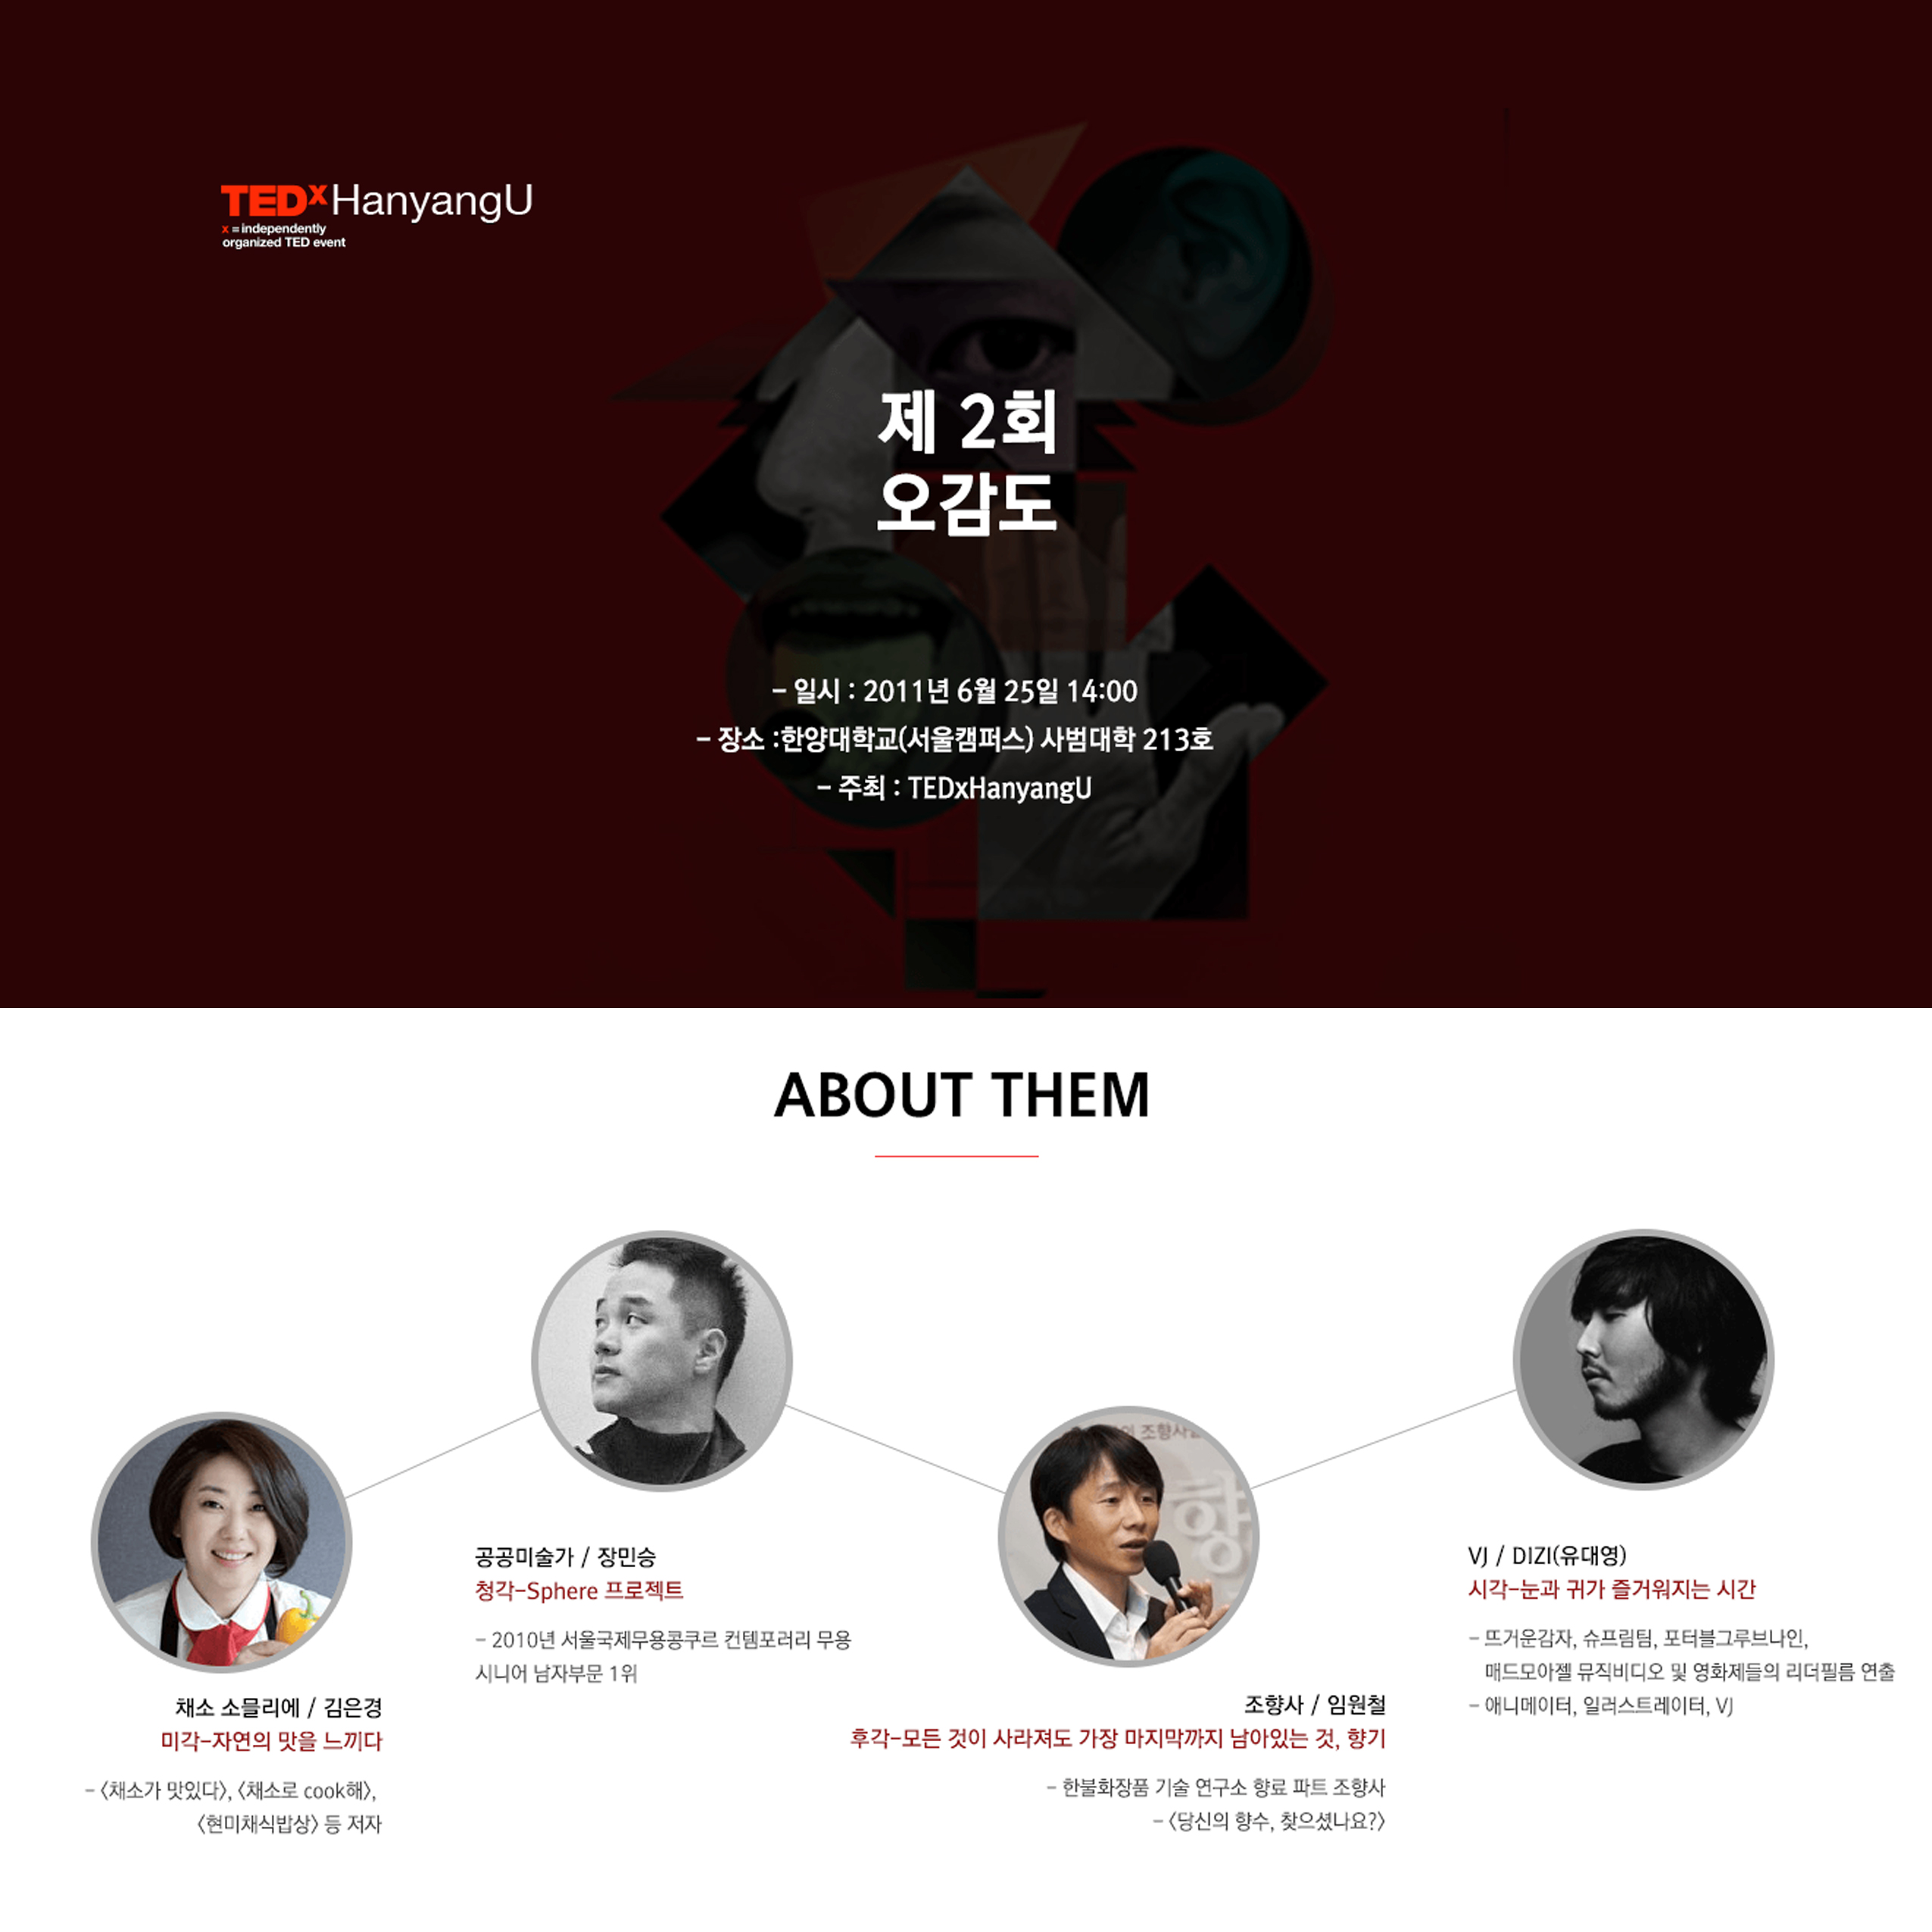 TEDxHanyangU
x = independently
organized TED event
제 2회
오감도
- 일시 : 2011년 6월 25일 14:00
- 장소 :한양대학교(서울캠퍼스) 사범대학 213호
- 주최 : TEDxHanyangU
ABOUT THEM
조향사
향
공공미술가 / 장민승
청각-Sphere 프로젝트
- 2010년 서울국제무용콩쿠르 컨템포러리 무용
시니어 남자부문 1위
VJ / DIZI(유대영)
시각-눈과 귀가 즐거워지는 시간
- 뜨거운감자, 슈프림팀, 포터블그루브나인,
매드모아젤 뮤직비디오 및 영화제들의 리더필름 연출
- 애니메이터, 일러스트레이터, VJ
채소 소믈리에 / 김은경
미각-자연의 맛을 느끼다
- 〈채소가 맛있다〉, 〈채소로 cook해〉,
〈현미채식밥상〉 등 저자
조향사 / 임원철
후각-모든 것이 사라져도 가장 마지막까지 남아있는 것, 향기
- 한불화장품 기술 연구소 향료 파트 조향사
- 〈당신의 향수, 찾으셨나요?〉